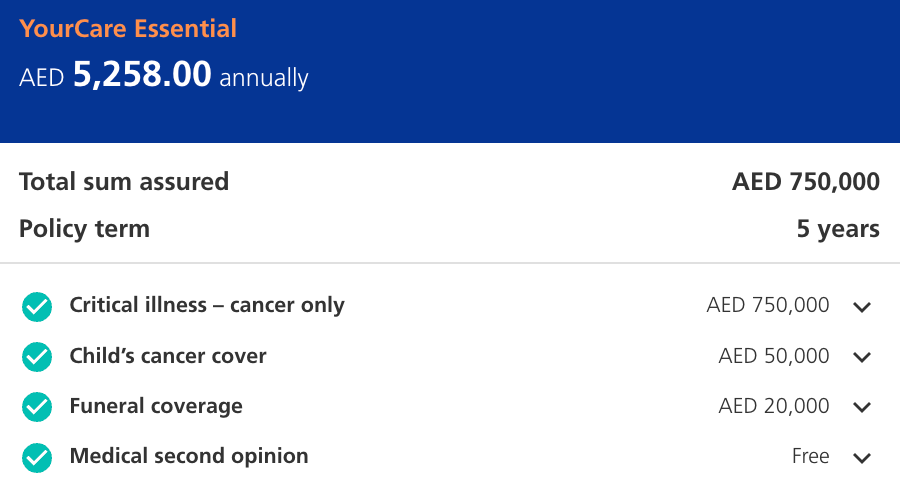 YourCare Essential
AED 5,258.00 annually
Total sum assured AED 750,000
Policy term 5 years
Critical illness – cancer only AED 750,000
Child’s cancer cover AED 50,000
Funeral coverage AED 20,000
Medical second opinion Free